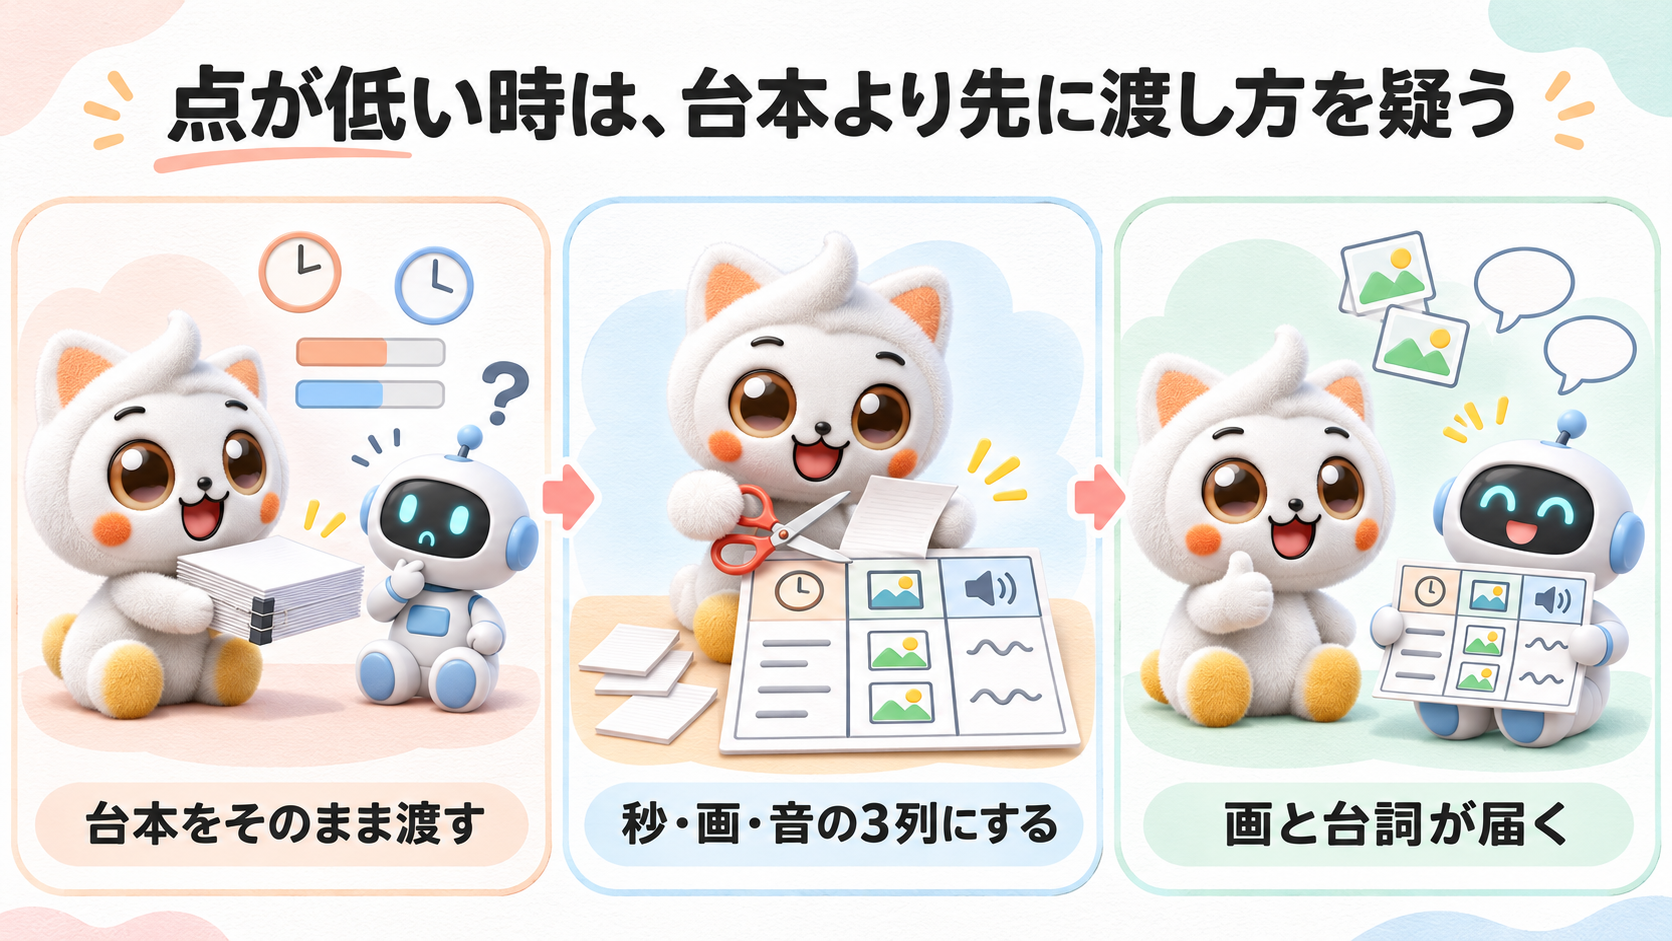 点が低い時は、台本より先に渡し方を疑う
?
台本をそのまま渡す
秒・画・音の3列にする
画と台詞が届く